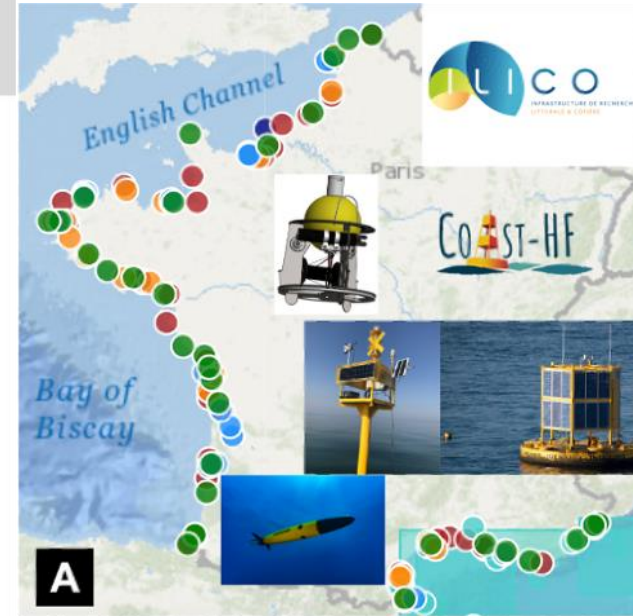 ILICO
INFRASTRUCTURE DE RECHERCHE
LITTORALE & CÔTIÈRE
English Channel
Paris
COAST-HF
Bay of
Biscay
A